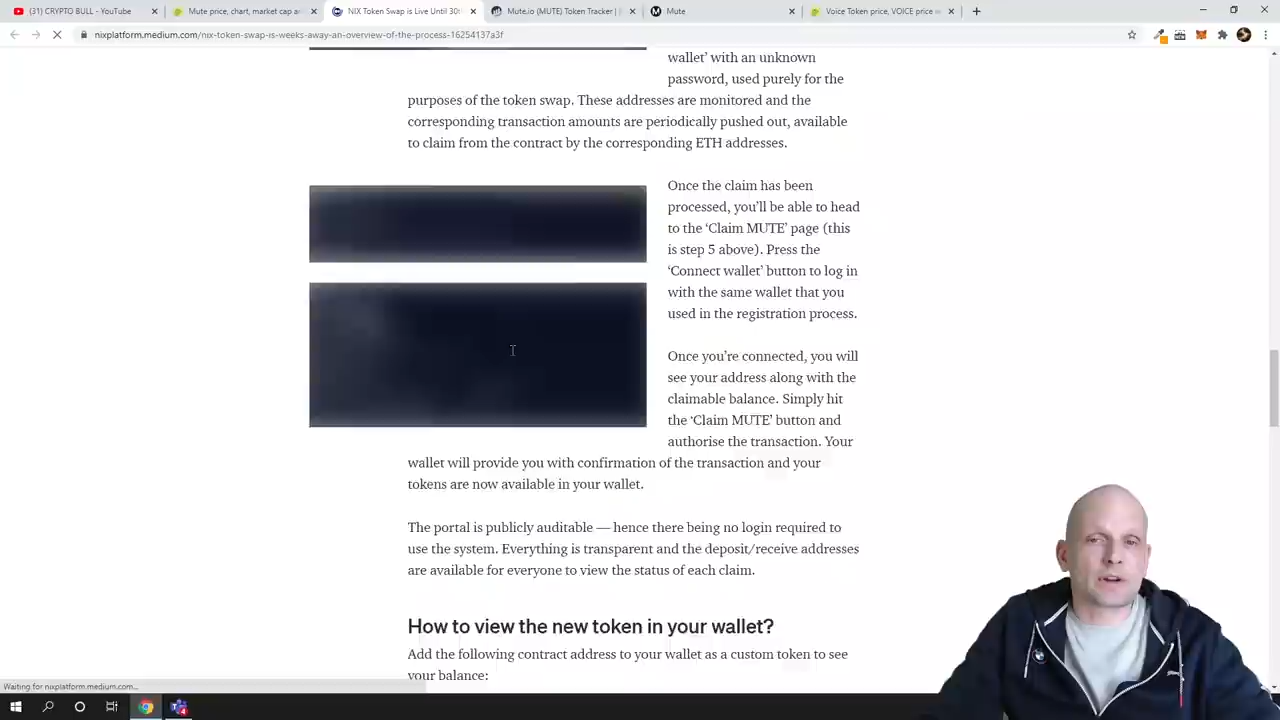 (31) CRYPTO BULL - YouTube
Mute price, chart, market cap an
NIX Token Swap is Live Until 30t
Mute.io (MUTE) Token Tracker | E
Mute
Voice Token price, VOICE price
nixplatform.medium.com/nix-token-swap-is-weeks-away-an-overview-of-the-process-16254137a3f
wallet’ with an unknown
password, used purely for the
purposes of the token swap. These addresses are monitored and the
corresponding transaction amounts are periodically pushed out, available
to claim from the contract by the corresponding ETH addresses.
Once the claim has been
processed, you’ll be able to head
to the ‘Claim MUTE’ page (this
is step 5 above). Press the
‘Connect wallet’ button to log in
with the same wallet that you
used in the registration process.
Once you’re connected, you will
see your address along with the
claimable balance. Simply hit
the ‘Claim MUTE’ button and
authorise the transaction. Your
wallet will provide you with confirmation of the transaction and your
tokens are now available in your wallet.
The portal is publicly auditable — hence there being no login required to
use the system. Everything is transparent and the deposit/receive addresses
are available for everyone to view the status of each claim.
How to view the new token in your wallet?
Add the following contract address to your wallet as a custom token to see
your balance:
Waiting for nixplatform.medium.com...